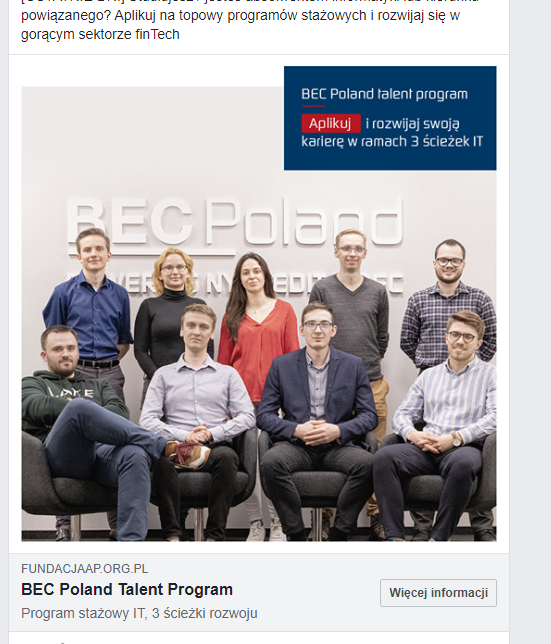 powiązanego? Aplikuj na topowy programów stażowych i rozwijaj się w
gorącym sektorze finTech
BEC Poland talent program
Aplikuj i rozwijaj swoją
karierę w ramach 3 ścieżek IT
BEC Poland
FUNDACJAAP.ORG.PL
BEC Poland Talent Program
Więcej informacji
Program stażowy IT, 3 ścieżki rozwoju